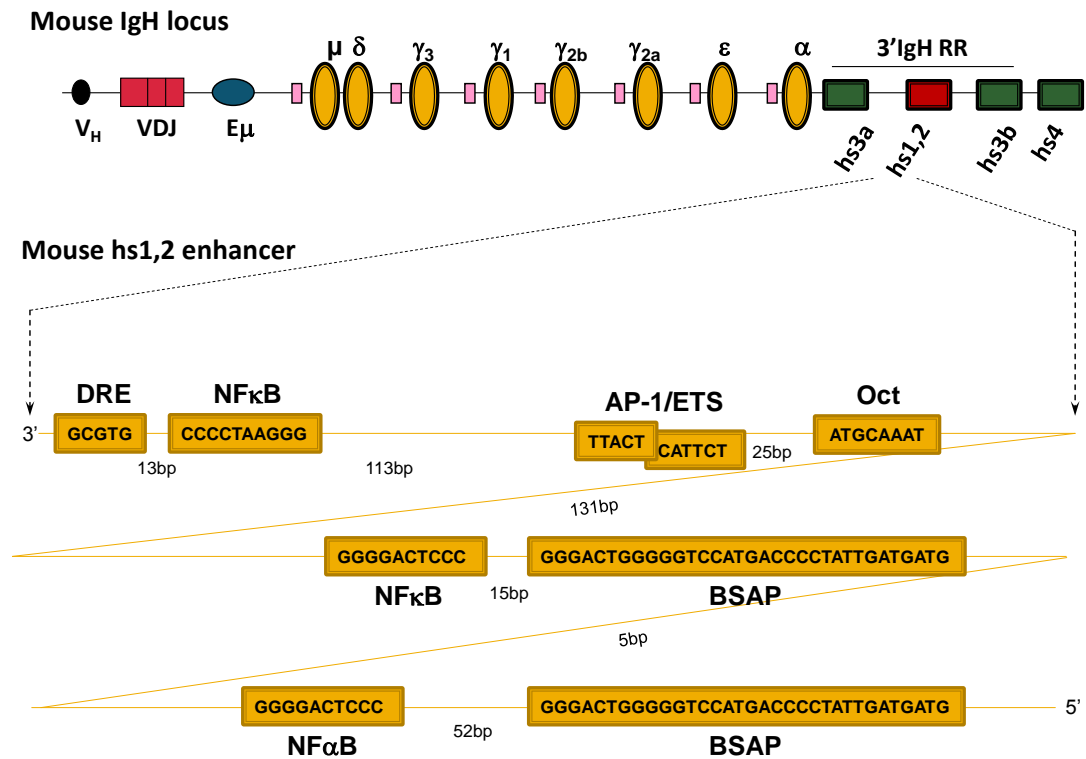 Mouse IgH locus
μ δ γ3 γ1 γ2b γ2a ε α 3'IgH RR
VH VDJ Eμ hs3a hs1,2 hs3b hs4
Mouse hs1,2 enhancer
DRE NFκB AP-1/ETS Oct
3' GCGTG CCCCTAAGGG TTACT CATTCT ATGCAAAT
13bp 113bp 25bp
131bp
GGGGACTCCC GGGACTGGGGGTCCATGACCCCTATTGATGATG
NFκB 15bp BSAP
5bp
GGGGACTCCC GGGACTGGGGGTCCATGACCCCTATTGATGATG 5'
NFαB 52bp BSAP